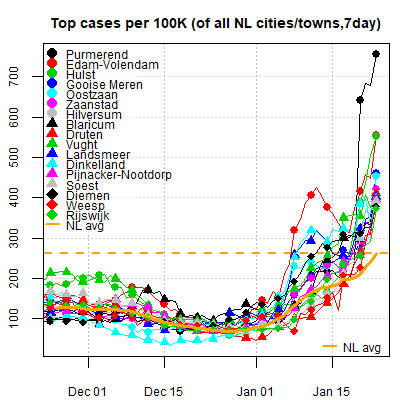 Top cases per 100K (of all NL cities/towns,7day)
Purmerend
Edam-Volendam
Hulst
Gooise Meren
Oostzaan
Zaanstad
Hilversum
Blaricum
Druten
Vught
Landsmeer
Dinkelland
Pijnacker-Nootdorp
Soest
Diemen
Weesp
Rijswijk
NL avg
700
600
500
400
300
200
100
NL avg
Dec 01
Dec 15
Jan 01
Jan 15